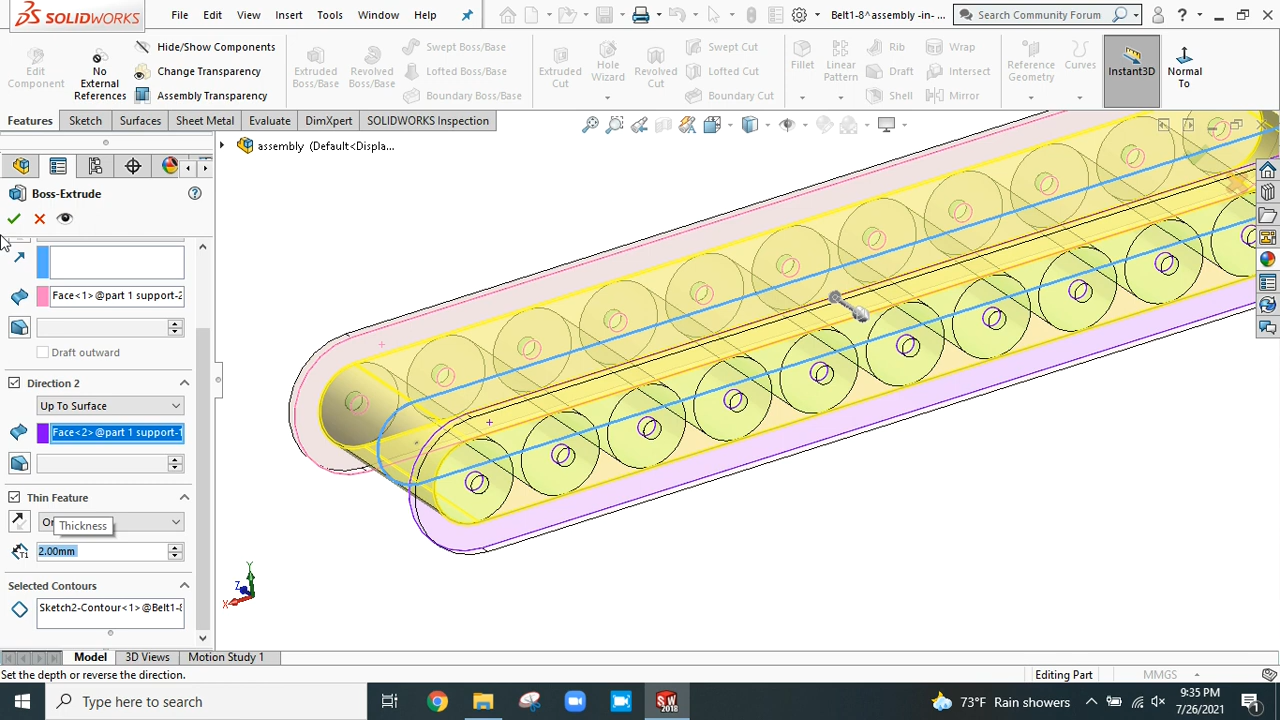 SOLIDWORKS File Edit View Insert Tools Window Help Belt1-8^assembly -in- ... Search Community Forum ?
Edit Component
No External References
Hide/Show Components
Change Transparency
Assembly Transparency
Extruded Boss/Base
Revolved Boss/Base
Swept Boss/Base
Lofted Boss/Base
Boundary Boss/Base
Extruded Cut
Hole Wizard
Revolved Cut
Swept Cut
Lofted Cut
Boundary Cut
Fillet
Linear Pattern
Rib
Draft
Shell
Wrap
Intersect
Mirror
Reference Geometry
Curves
Instant3D
Normal To
Features Sketch Surfaces Sheet Metal Evaluate DimXpert SOLIDWORKS Inspection
assembly (Default<Displa...
Boss-Extrude
Face<1>@part 1 support-2
Draft outward
Direction 2
Up To Surface
Face<2>@part 1 support-1
Thin Feature
Thickness
2.00mm
Selected Contours
Sketch2-Contour<1>@Belt1-8
Y
Z
X
Model 3D Views Motion Study 1
Set the depth or reverse the direction. Editing Part MMGS
Type here to search
SW 2018
73°F Rain showers
9:35 PM
7/26/2021
1